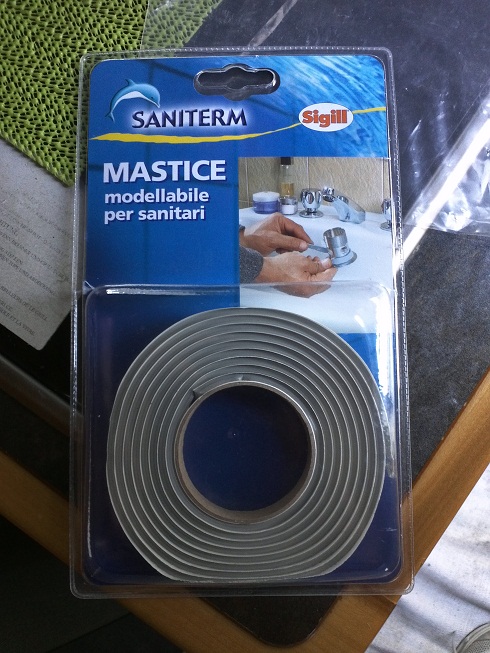 SANITERM
Sigill
MASTICE
modellabile
per sanitari